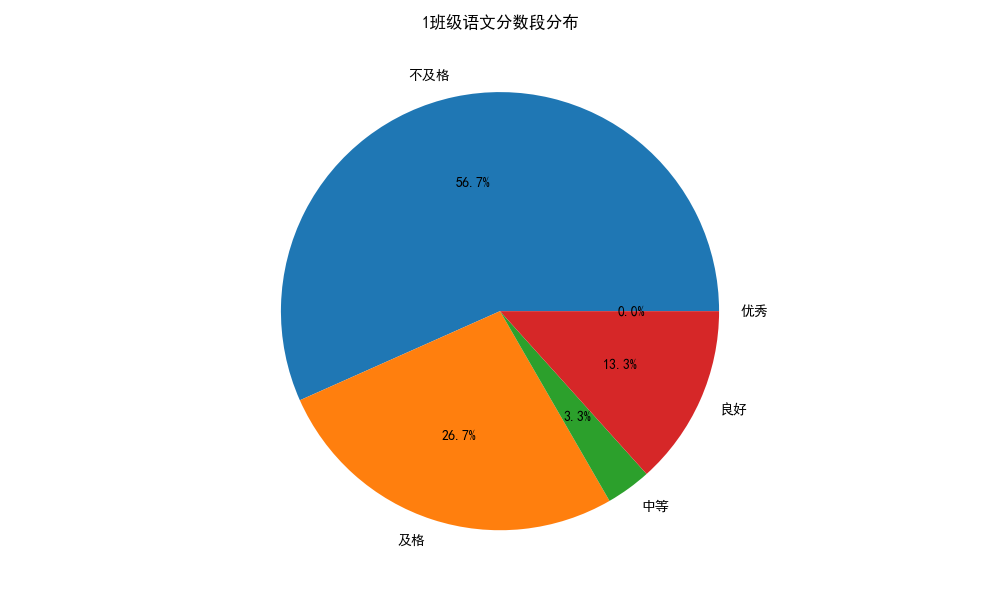 1班级语文分数段分布
不及格
56.7%
0.0%
优秀
13.3%
良好
3.3%
26.7%
中等
及格